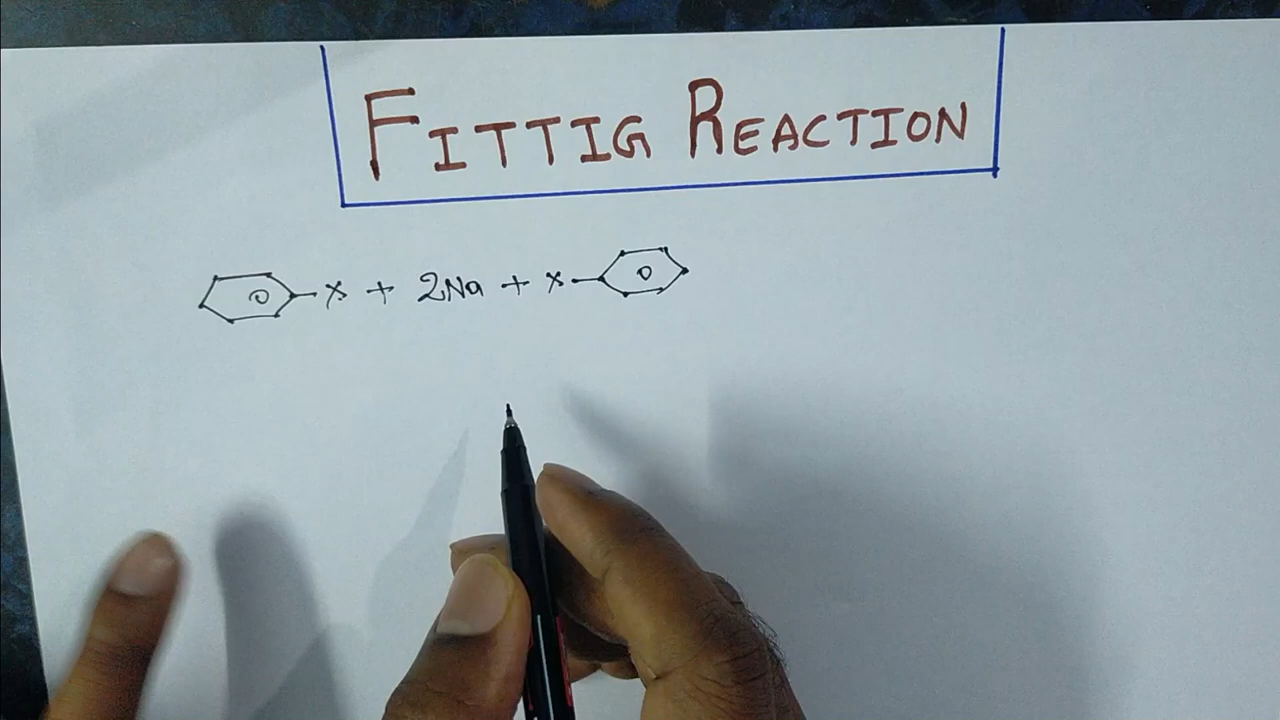 FITTIG REACTION
X + 2Na + X